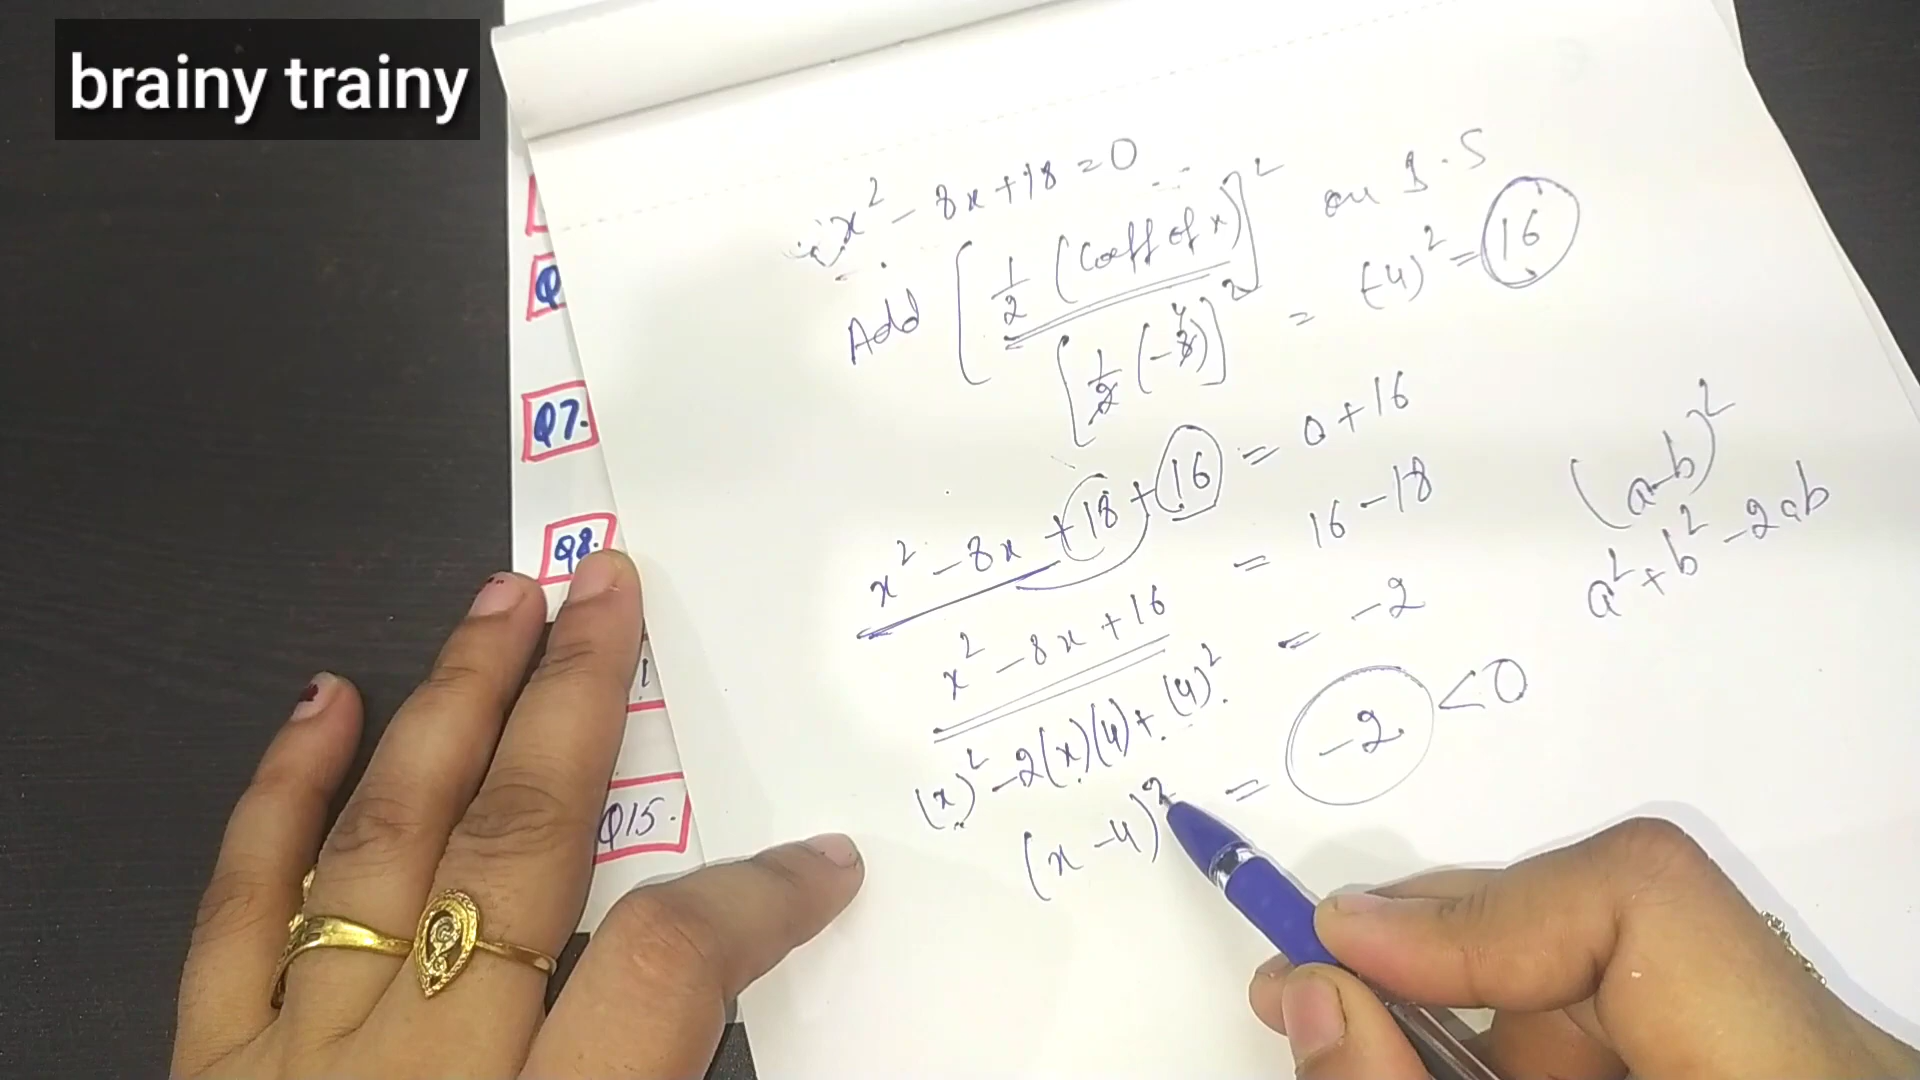 brainy trainy
x² - 8x + 18 = 0
Add [1/2 (Coeff of x)]² on B.S
[1/2 (-8)]² = (-4)² = 16
x² - 8x + 18 + 16 = 0 + 16
x² - 8x + 16 = 16 - 18
= -2
(x)² - 2(x)(4) + (4)²
(x - 4)² = -2 < 0
(a-b)²
a² + b² - 2ab
Q7.
Q8.
Q15.